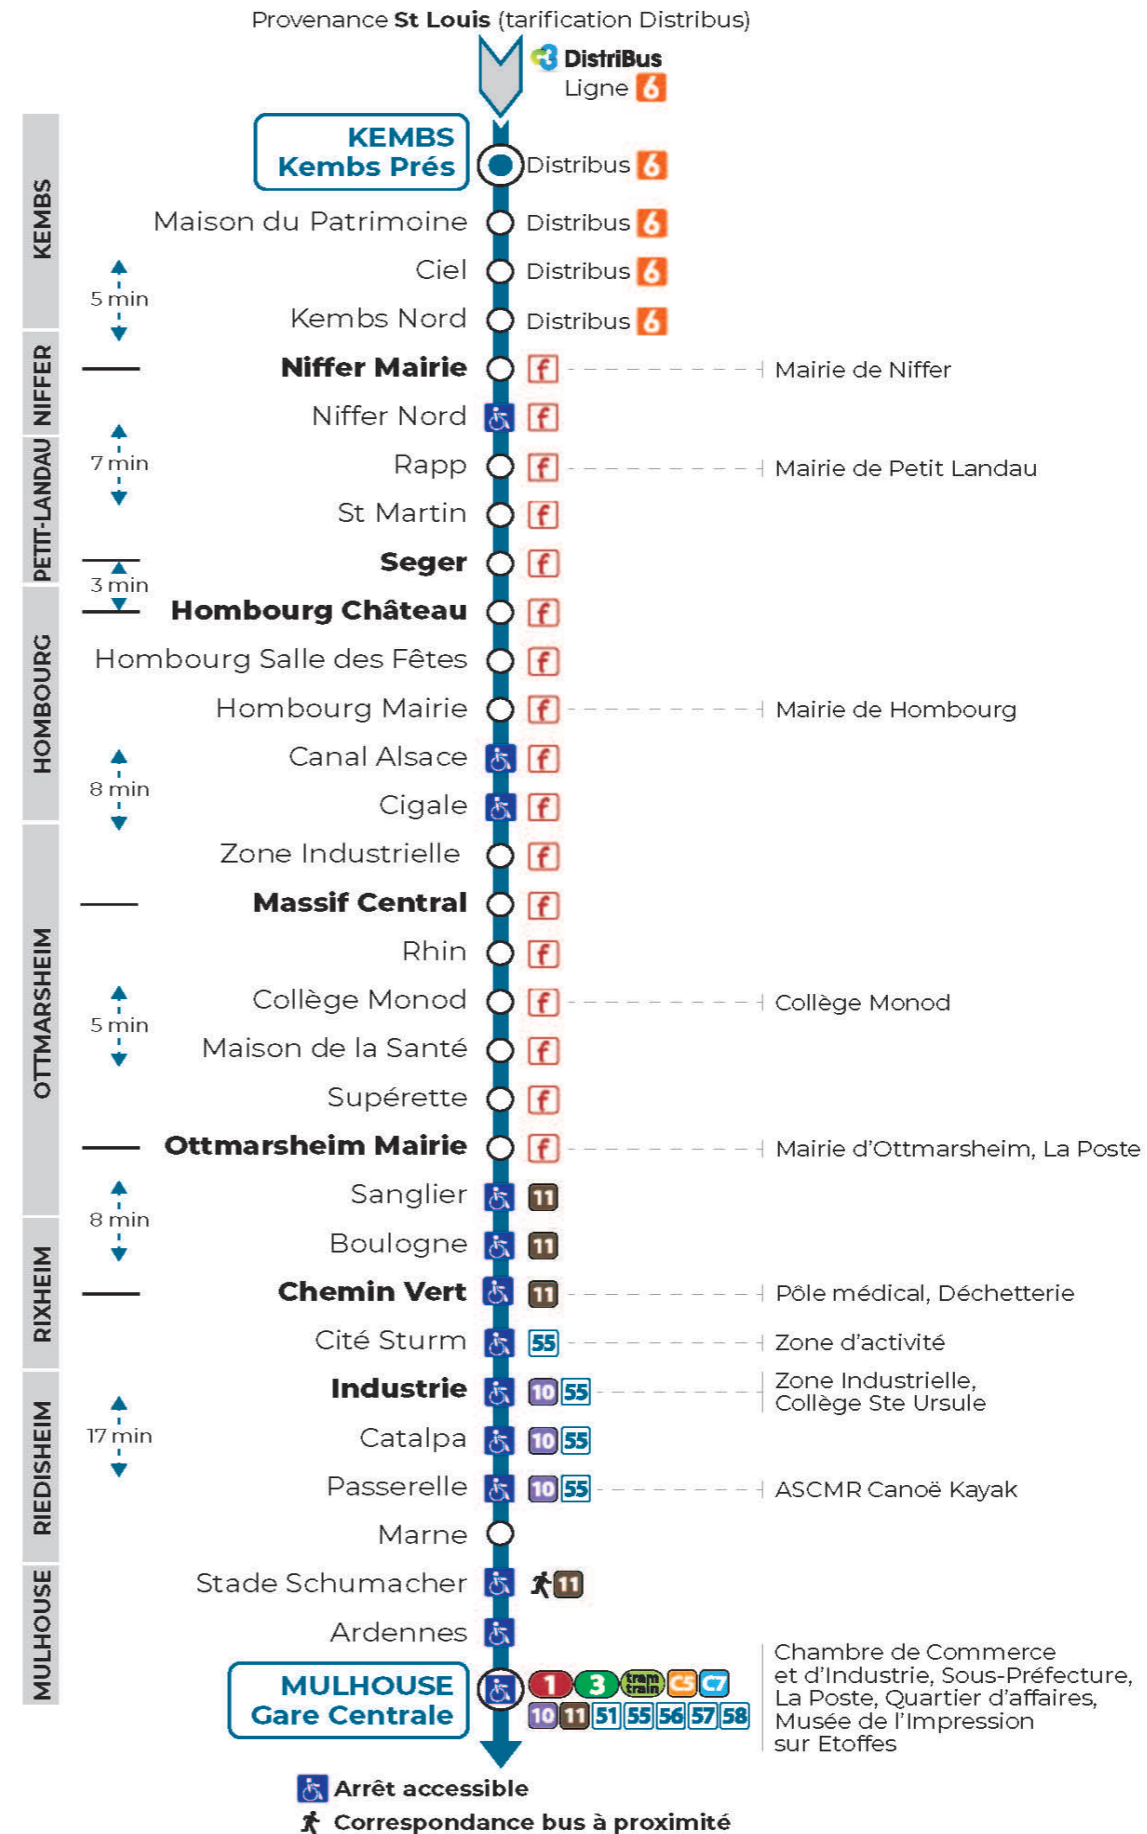 Provenance St Louis (tarification Distribus)
DistriBus
Ligne 6
KEMBS
KEMBS
Kembs Prés
Distribus 6
Maison du Patrimoine Distribus 6
Ciel Distribus 6
5 min
Kembs Nord Distribus 6
NIFFER
Niffer Mairie f Mairie de Niffer
Niffer Nord f
PETIT-LANDAU
7 min
Rapp f Mairie de Petit Landau
St Martin f
Seger f
3 min
HOMBOURG
Hombourg Château f
Hombourg Salle des Fêtes f
Hombourg Mairie f Mairie de Hombourg
Canal Alsace f
8 min
Cigale f
OTTMARSHEIM
Zone Industrielle f
Massif Central f
Rhin f
Collège Monod f Collège Monod
5 min
Maison de la Santé f
Supérette f
Ottmarsheim Mairie f Mairie d'Ottmarsheim, La Poste
Sanglier 11
8 min
RIXHEIM
Boulogne 11
Chemin Vert 11 Pôle médical, Déchetterie
Cité Sturm 55 Zone d'activité
RIEDISHEIM
Industrie 10 55 Zone Industrielle,
Collège Ste Ursule
17 min
Catalpa 10 55
Passerelle 10 55 ASCMR Canoë Kayak
Marne
MULHOUSE
Stade Schumacher 11
Ardennes
MULHOUSE
Gare Centrale
1 3 tram train C5 C7
10 11 51 55 56 57 58
Chambre de Commerce
et d'Industrie, Sous-Préfecture,
La Poste, Quartier d'affaires,
Musée de l'Impression
sur Etoffes
Arrêt accessible
Correspondance bus à proximité